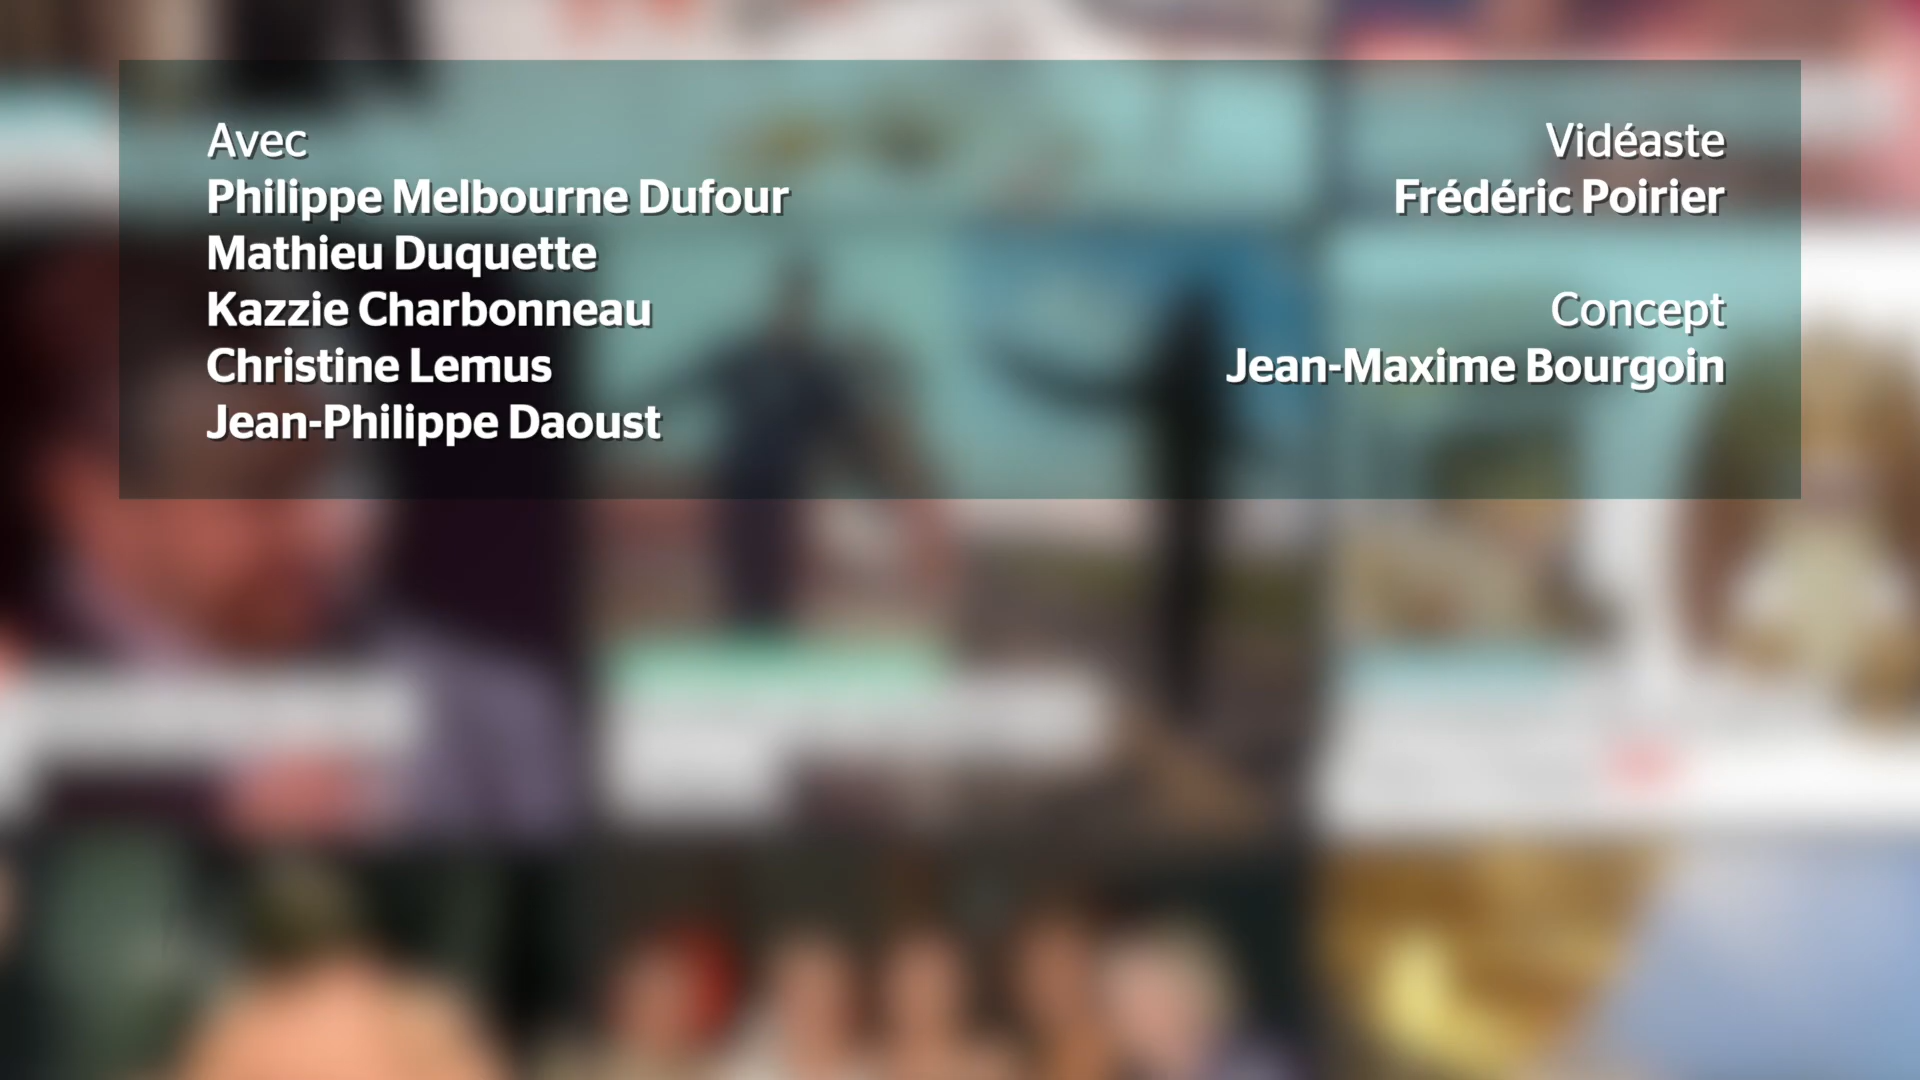 Avec
Philippe Melbourne Dufour
Mathieu Duquette
Kazzie Charbonneau
Christine Lemus
Jean-Philippe Daoust
Vidéaste
Frédéric Poirier
Concept
Jean-Maxime Bourgoin